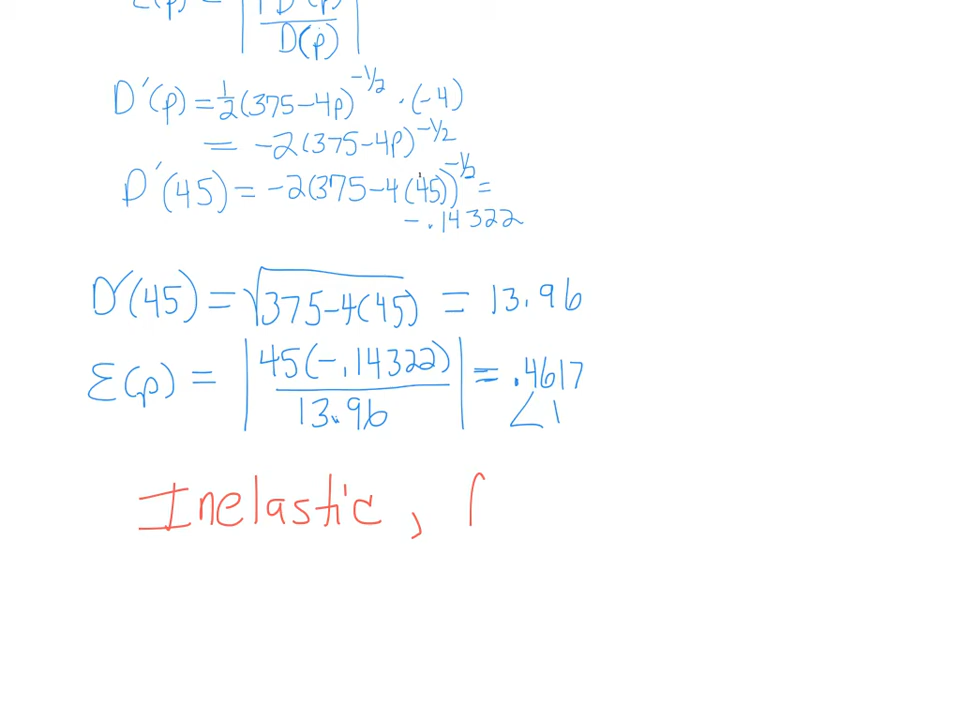 ε(p) = |pD'(p)/D(p)|
D'(p) = 1/2(375-4p)^-1/2 · (-4)
= -2(375-4p)^-1/2
D'(45) = -2(375-4(45))^-1/2 =
-.14322
D'(45) = √375-4(45) = 13.96
ε(p) = |45(-.14322)/13.96| = .4617
<1
Inelastic,